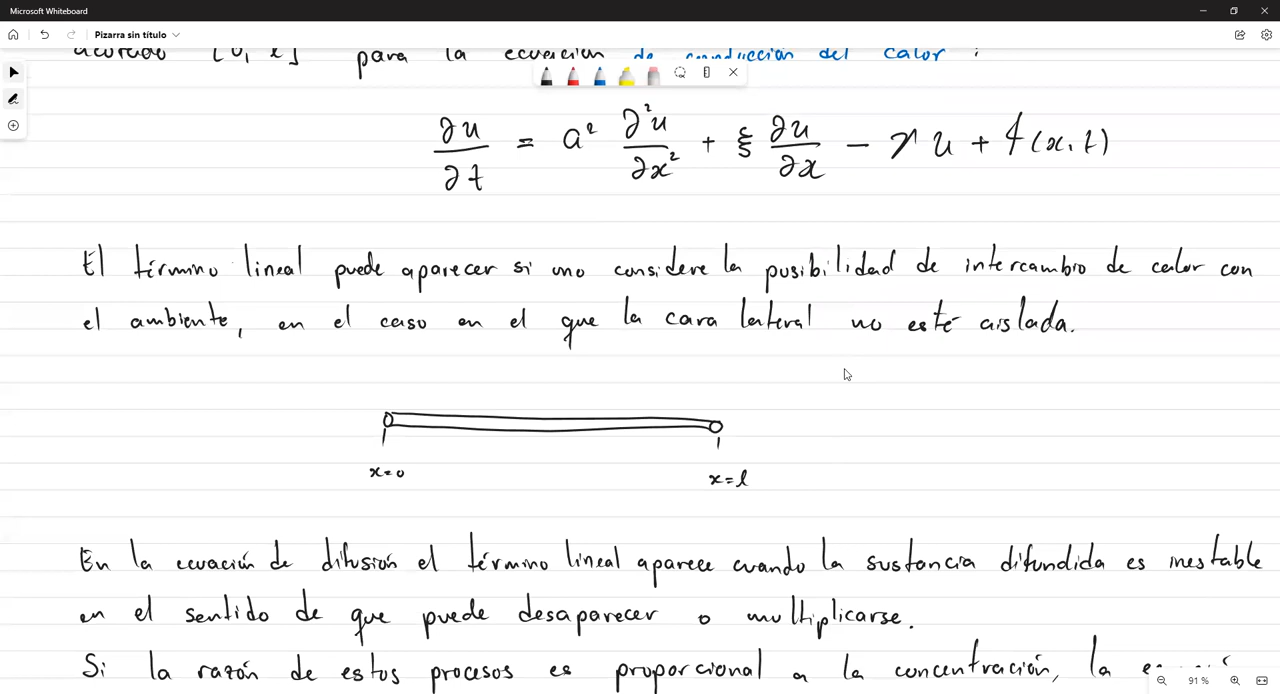 Microsoft Whiteboard
Pizarra sin título
[0, l] para la ecuación de conducción del calor :
∂u/∂t = a² ∂²u/∂x² + ξ ∂u/∂x − γ u + f(x,t)
El término lineal puede aparecer si uno considere la posibilidad de intercambio de calor con
el ambiente, en el caso en el que la cara lateral no esté aislada.
x=0
x=l
En la ecuación de difusión el término lineal aparece cuando la sustancia difundida es inestable
en el sentido de que puede desaparecer o multiplicarse.
Si la razón de estos procesos es proporcional a la concentración, la
91 %